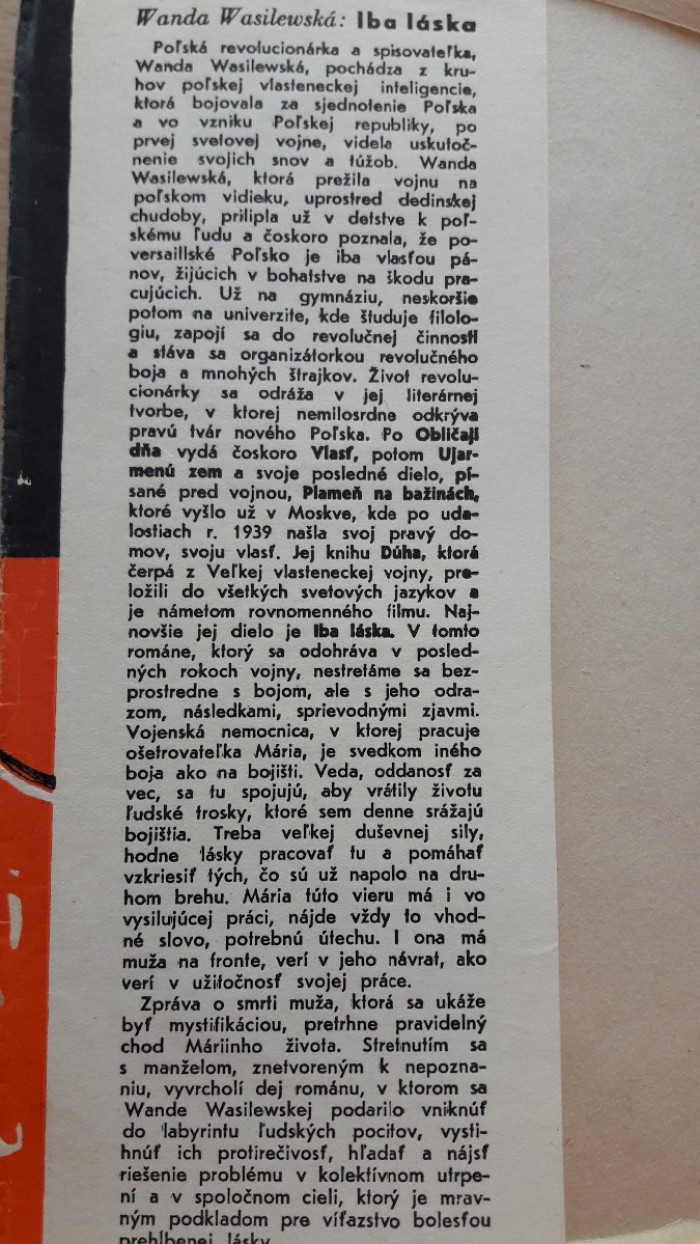 Wanda Wasilewská: Iba láska
Poľská revolucionárka a spisovateľka,
Wanda Wasilewská, pochádza z kru-
hov poľskej vlasteneckej inteligencie,
ktorá bojovala za sjednotenie Poľska
a vo vzniku Poľskej republiky, po
prvej svetovej vojne, videla uskutoč-
nenie svojich snov a túžob. Wanda
Wasilewská, ktorá prežila vojnu na
poľskom vidieku, uprostred dedinskej
chudoby, prilipla už v detstve k poľ-
skému ľudu a čoskoro poznala, že po-
versaillské Poľsko je iba vlasťou pá-
nov, žijúcich v bohatstve na škodu pra-
cujúcich. Už na gymnáziu, neskoršie
potom na univerzite, kde študuje filolo-
giu, zapojí sa do revolučnej činnosti
a stáva sa organizátorkou revolučného
boja a mnohých štrajkov. Život revolu-
cionárky sa odráža v jej literárnej
tvorbe, v ktorej nemilosrdne odkrýva
pravú tvár nového Poľska. Po Obličaji
dňa vydá čoskoro Vlasť, potom Ujar-
menú zem a svoje posledné dielo, pí-
sané pred vojnou, Plameň na bažinách,
ktoré vyšlo už v Moskve, kde po uda-
lostiach r. 1939 našla svoj pravý do-
mov, svoju vlasť. Jej knihu Dúha, ktorá
čerpá z Veľkej vlasteneckej vojny, pre-
ložili do všetkých svetových jazykov a
je námetom rovnomenného filmu. Naj-
novšie jej dielo je Iba láska. V tomto
románe, ktorý sa odohráva v posled-
ných rokoch vojny, nestretáme sa bez-
prostredne s bojom, ale s jeho odra-
zom, následkami, sprievodnými zjavmi.
Vojenská nemocnica, v ktorej pracuje
ošetrovateľka Mária, je svedkom iného
boja ako na bojišti. Veda, oddanosť za
vec, sa tu spojujú, aby vrátily životu
ľudské trosky, ktoré sem denne srážajú
bojištia. Treba veľkej duševnej sily,
hodne lásky pracovať tu a pomáhať
vzkriesiť tých, čo sú už napolo na dru-
hom brehu. Mária túto vieru má i vo
vysilujúcej práci, nájde vždy to vhod-
né slovo, potrebnú útechu. I ona má
muža na fronte, verí v jeho návrat, ako
verí v užitočnosť svojej práce.
Zpráva o smrti muža, ktorá sa ukáže
byť mystifikáciou, pretrhne pravidelný
chod Máriinho života. Stretnutím sa
s manželom, znetvoreným k nepozna-
niu, vyvrcholí dej románu, v ktorom sa
Wande Wasilewskej podarilo vniknúť
do labyrintu ľudských pocitov, vysti-
hnúť ich protirečivosť, hľadať a nájsť
riešenie problému v kolektívnom utrpe-
ní a v spoločnom cieli, ktorý je mrav-
ným podkladom pre víťazstvo bolesťou
prehlbenej lásky.